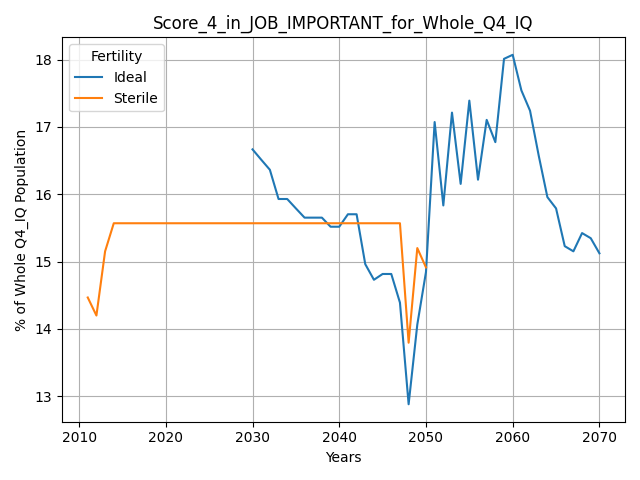 Score_4_in_JOB_IMPORTANT_for_Whole_Q4_IQ
Fertility
Ideal
Sterile
% of Whole Q4_IQ Population
18
17
16
15
14
13
2010 2020 2030 2040 2050 2060 2070
Years